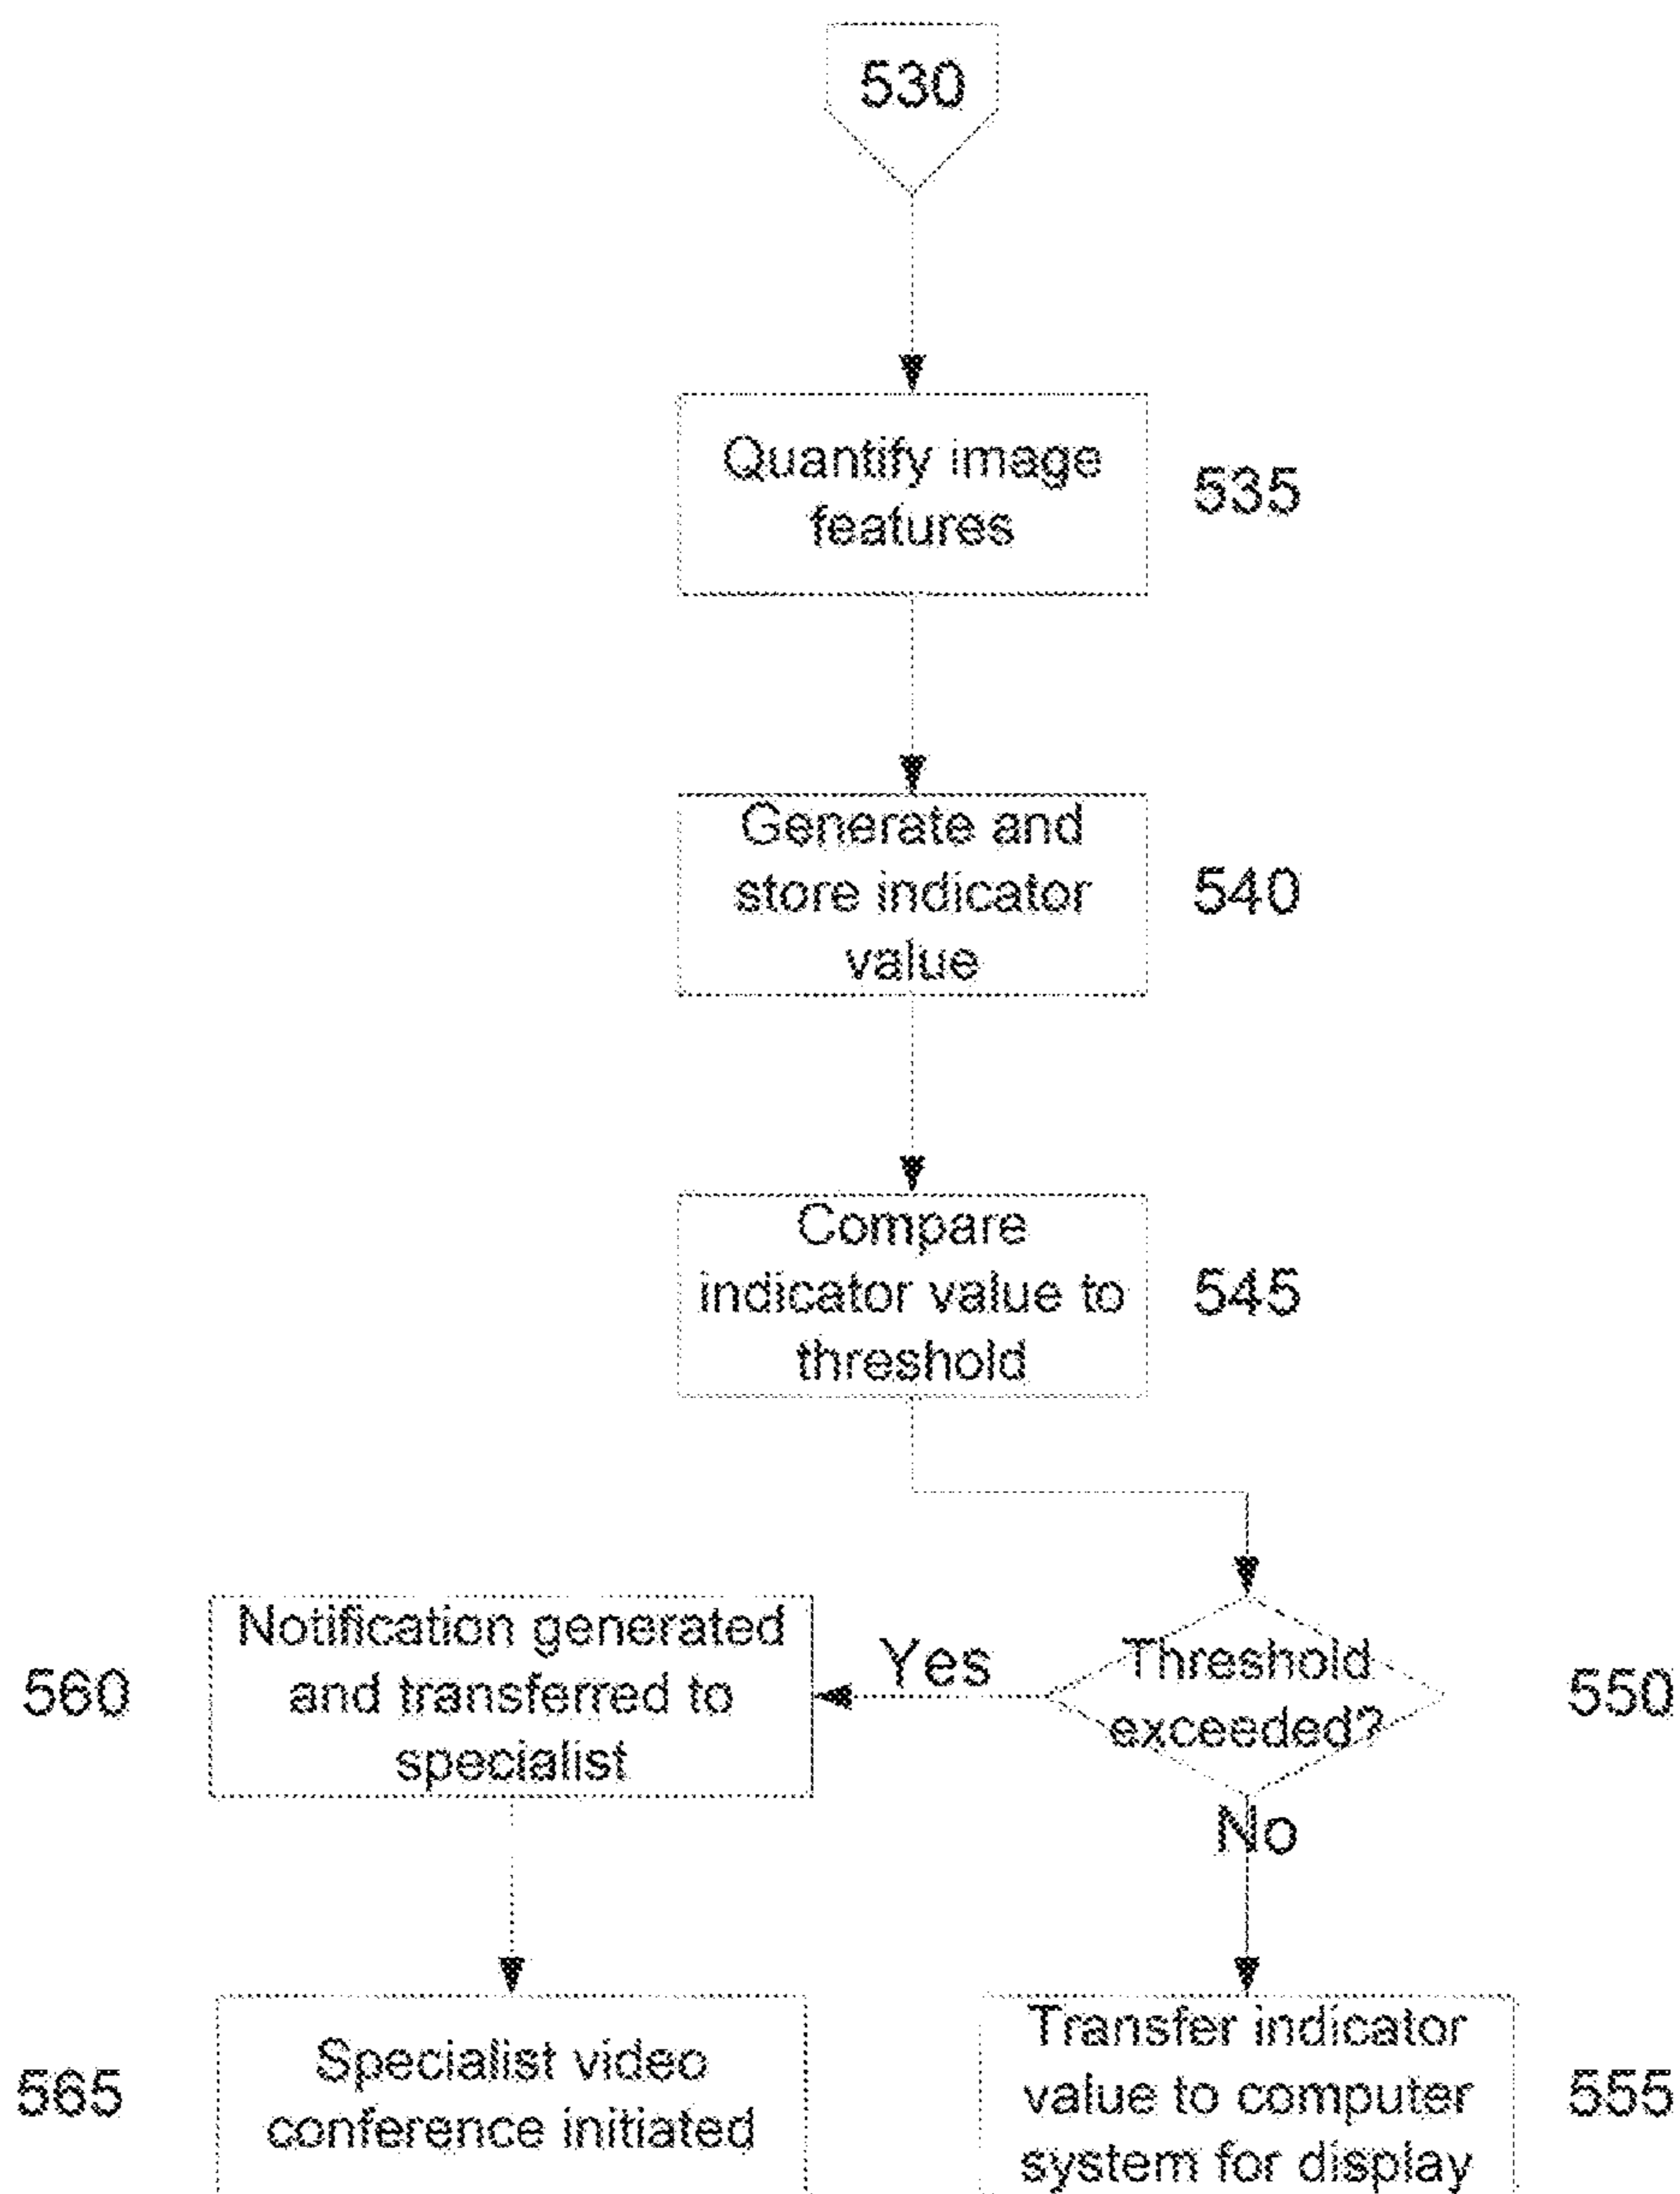 530
Quantify image
features
535
Generate and
store indicator
value
540
Compare
indicator value to
threshold
545
Notification generated
and transferred to
specialist
560
Yes
Threshold
exceeded?
550
No
Specialist video
conference initiated
565
Transfer indicator
value to computer
system for display
555